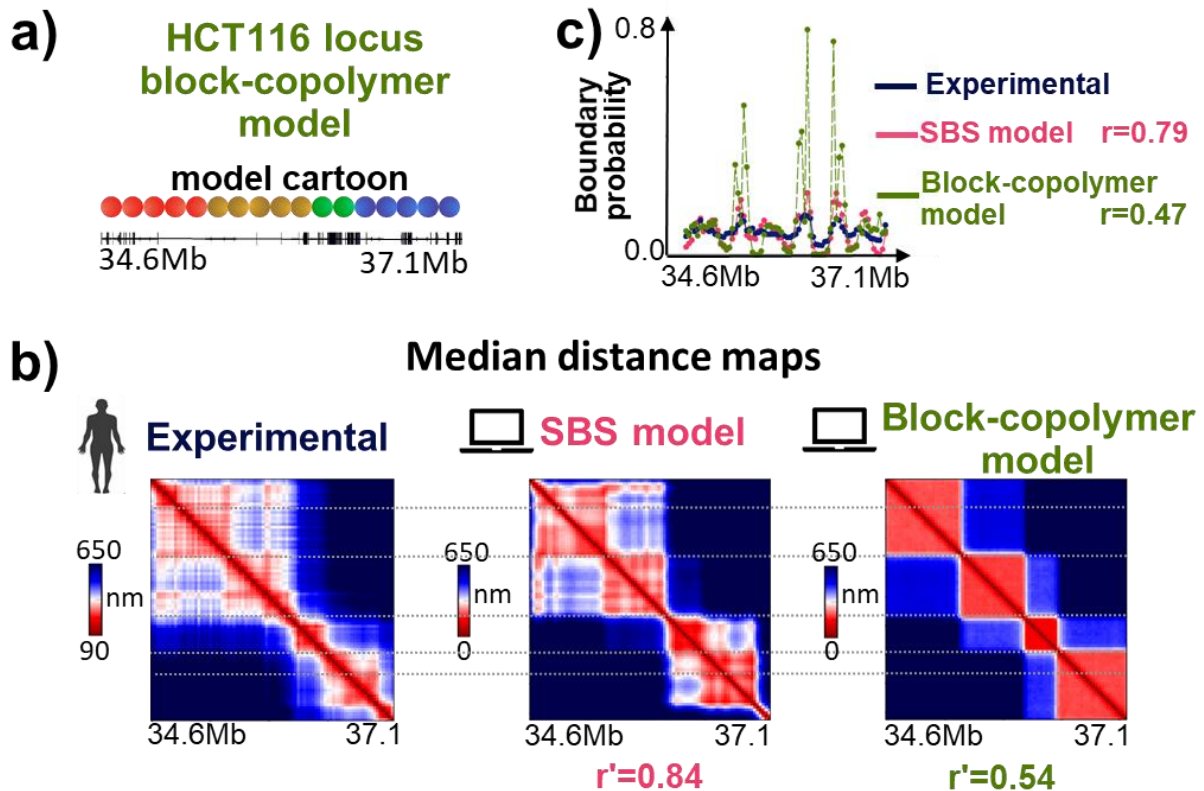 a)
HCT116 locus
block-copolymer
model
model cartoon
34.6Mb
37.1Mb
c)
0.8
0.0
Boundary
probability
34.6Mb
37.1Mb
Experimental
SBS model r=0.79
Block-copolymer
model r=0.47
b)
Median distance maps
Experimental
650
nm
90
34.6Mb
37.1
SBS model
650
nm
0
34.6Mb
37.1
r'=0.84
Block-copolymer
model
650
nm
0
34.6Mb
37.1
r'=0.54